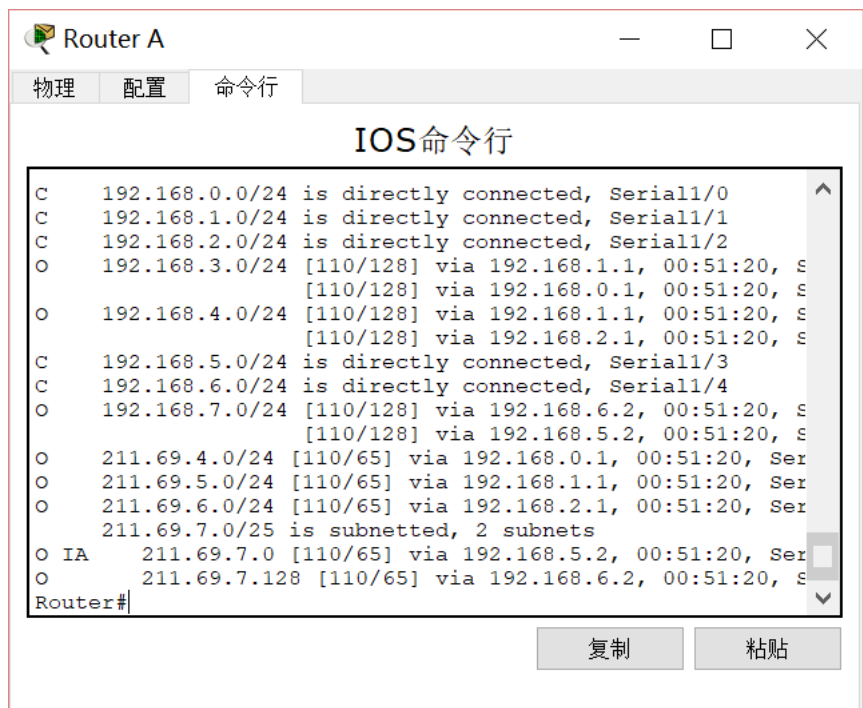 Router A
物理 配置 命令行
IOS命令行
C 192.168.0.0/24 is directly connected, Serial1/0
C 192.168.1.0/24 is directly connected, Serial1/1
C 192.168.2.0/24 is directly connected, Serial1/2
O 192.168.3.0/24 [110/128] via 192.168.1.1, 00:51:20, S
[110/128] via 192.168.0.1, 00:51:20, S
O 192.168.4.0/24 [110/128] via 192.168.1.1, 00:51:20, S
[110/128] via 192.168.2.1, 00:51:20, S
C 192.168.5.0/24 is directly connected, Serial1/3
C 192.168.6.0/24 is directly connected, Serial1/4
O 192.168.7.0/24 [110/128] via 192.168.6.2, 00:51:20, S
[110/128] via 192.168.5.2, 00:51:20, S
O 211.69.4.0/24 [110/65] via 192.168.0.1, 00:51:20, Ser
O 211.69.5.0/24 [110/65] via 192.168.1.1, 00:51:20, Ser
O 211.69.6.0/24 [110/65] via 192.168.2.1, 00:51:20, Ser
211.69.7.0/25 is subnetted, 2 subnets
O IA 211.69.7.0 [110/65] via 192.168.5.2, 00:51:20, Ser
O 211.69.7.128 [110/65] via 192.168.6.2, 00:51:20, S
Router#
复制 粘贴